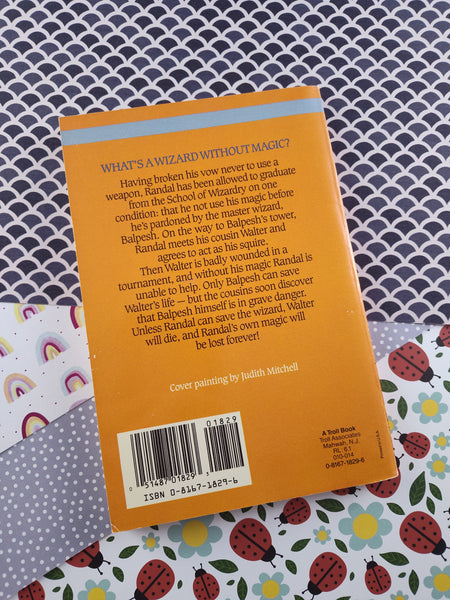 WHAT'S A WIZARD WITHOUT MAGIC?
Having broken his vow never to use a
weapon, Randal has been allowed to graduate
from the School of Wizardry on one
condition: that he not use his magic before
he's pardoned by the master wizard,
Balpesh. On the way to Balpesh's tower,
Randal meets his cousin Walter and
agrees to act as his squire.
Then Walter is badly wounded in a
tournament, and without his magic Randal is
unable to help. Only Balpesh can save
Walter's life — but the cousins soon discover
that Balpesh himself is in grave danger.
Unless Randal can save the wizard, Walter
will die, and Randal's own magic will
be lost forever!
Cover painting by Judith Mitchell
01829
0 51487 01829 3
ISBN 0-8167-1829-6
A Troll Book
Troll Associates
Mahwah, N.J.
RL: 6.1
010-014
0-8167-1829-6
Printed in U.S.A.